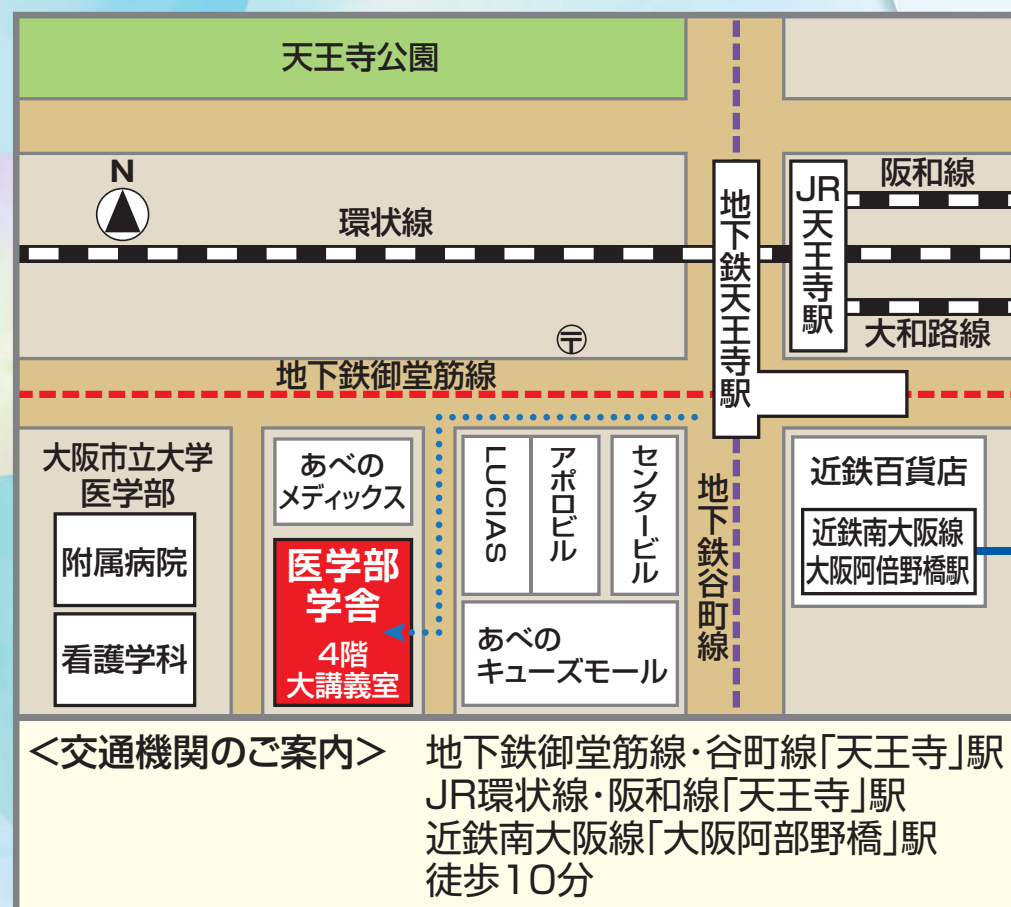 天王寺公園
N
環状線
阪和線
JR
天王寺駅
地下鉄天王寺駅
大和路線
〒
地下鉄御堂筋線
大阪市立大学
医学部
附属病院
看護学科
あべの
メディックス
医学部
学舎
4階
大講義室
LUCIAS
アポロビル
センタービル
あべの
キューズモール
地下鉄谷町線
近鉄百貨店
近鉄南大阪線
大阪阿倍野橋駅
＜交通機関のご案内＞ 地下鉄御堂筋線・谷町線「天王寺」駅
JR環状線・阪和線「天王寺」駅
近鉄南大阪線「大阪阿部野橋」駅
徒歩10分